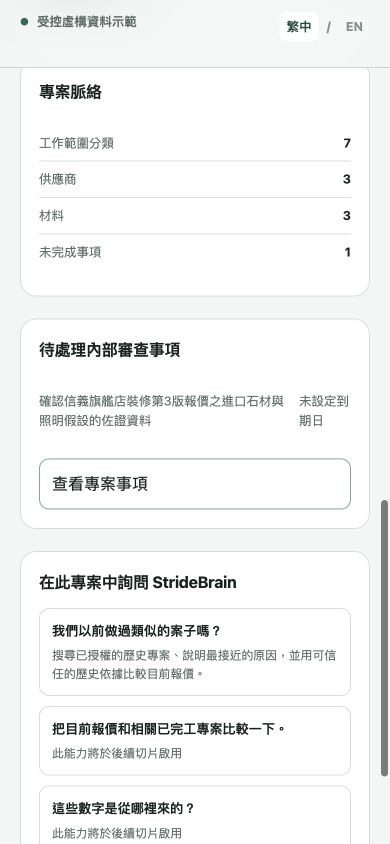 受控虛構資料示範
繁中 / EN
專案脈絡
工作範圍分類 7
供應商 3
材料 3
未完成事項 1
待處理內部審查事項
確認信義旗艦店裝修第3版報價之進口石材與
照明假設的佐證資料
未設定到
期日
查看專案事項
在此專案中詢問 StrideBrain
我們以前做過類似的案子嗎？
搜尋已授權的歷史專案、說明最接近的原因，並用可信
任的歷史依據比較目前報價。
把目前報價和相關已完工專案比較一下。
此能力將於後續切片啟用
這些數字是從哪裡來的？
此能力將於後續切片啟用